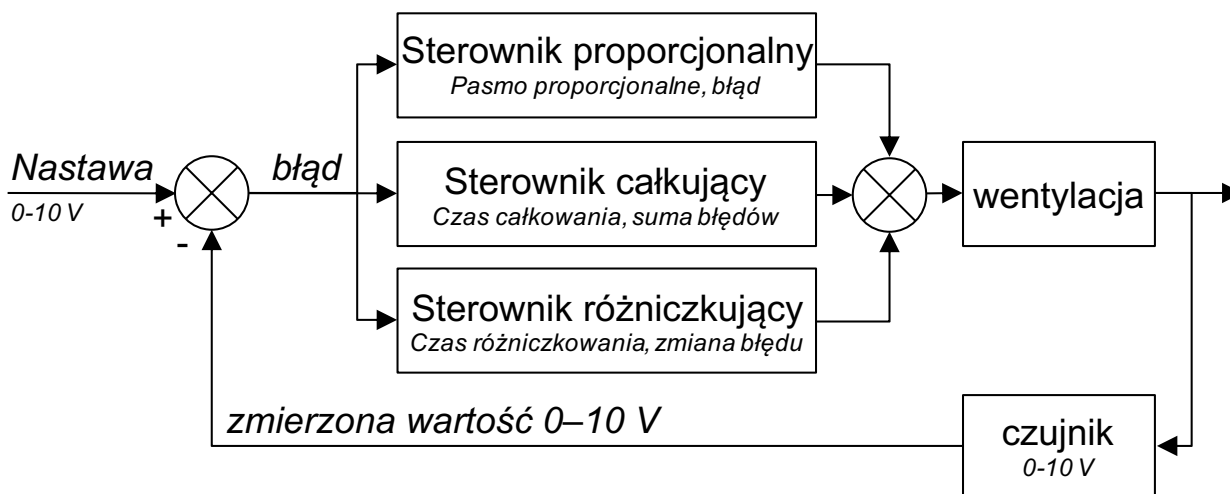 Sterownik proporcjonalny
Pasmo proporcjonalne, błąd
Nastawa
0-10 V
+
-
błąd
Sterownik całkujący
Czas całkowania, suma błędów
wentylacja
Sterownik różniczkujący
Czas różniczkowania, zmiana błędu
zmierzona wartość 0–10 V
czujnik
0-10 V